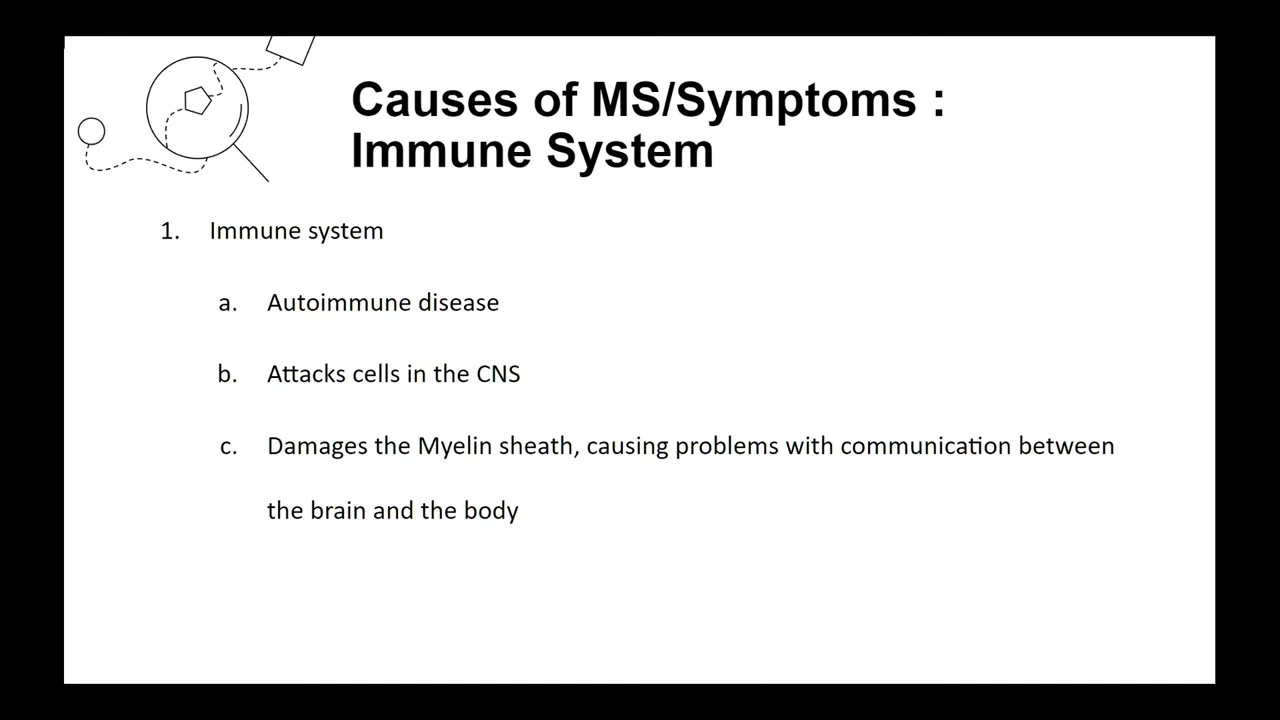 Causes of MS/Symptoms :
Immune System
1. Immune system
a. Autoimmune disease
b. Attacks cells in the CNS
c. Damages the Myelin sheath, causing problems with communication between
the brain and the body